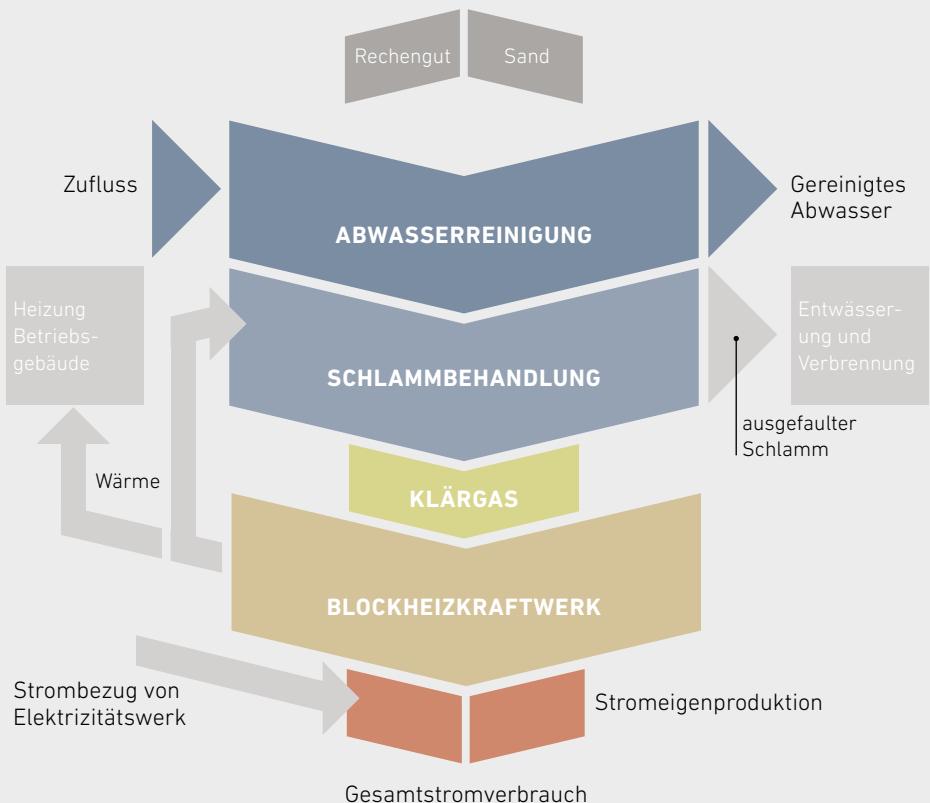 Rechengut
Sand
Zufluss
ABWASSERREINIGUNG
Gereinigtes
Abwasser
Heizung
Betriebs-
gebäude
SCHLAMMBEHANDLUNG
Entwässer-
ung und
Verbrennung
ausgefaulter
Schlamm
Wärme
KLÄRGAS
BLOCKHEIZKRAFTWERK
Strombezug von
Elektrizitätswerk
Stromeigenproduktion
Gesamtstromverbrauch